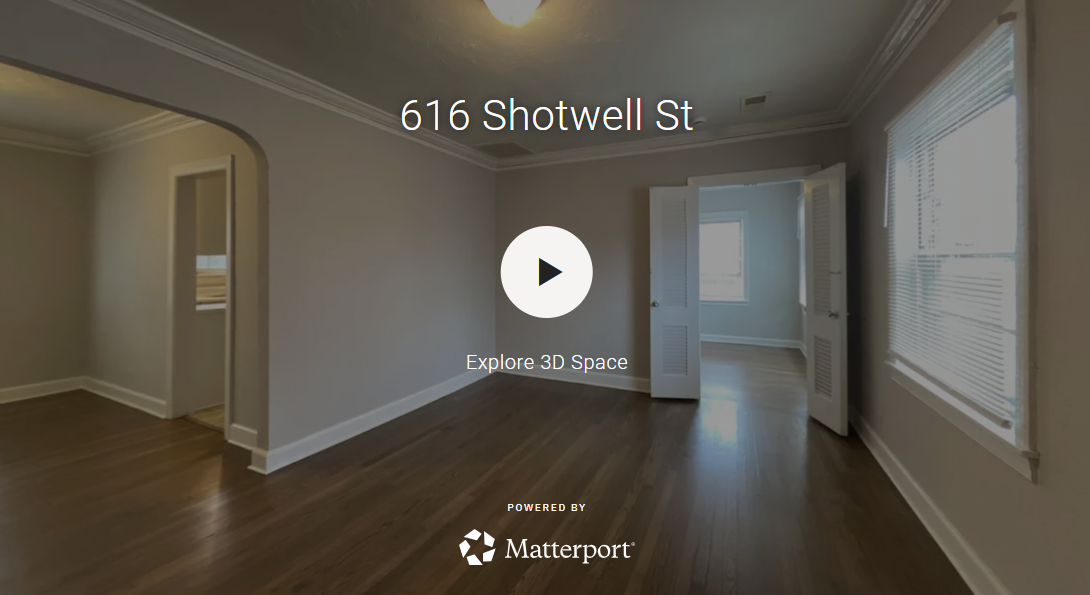 616 Shotwell St
Explore 3D Space
POWERED BY
Matterport®